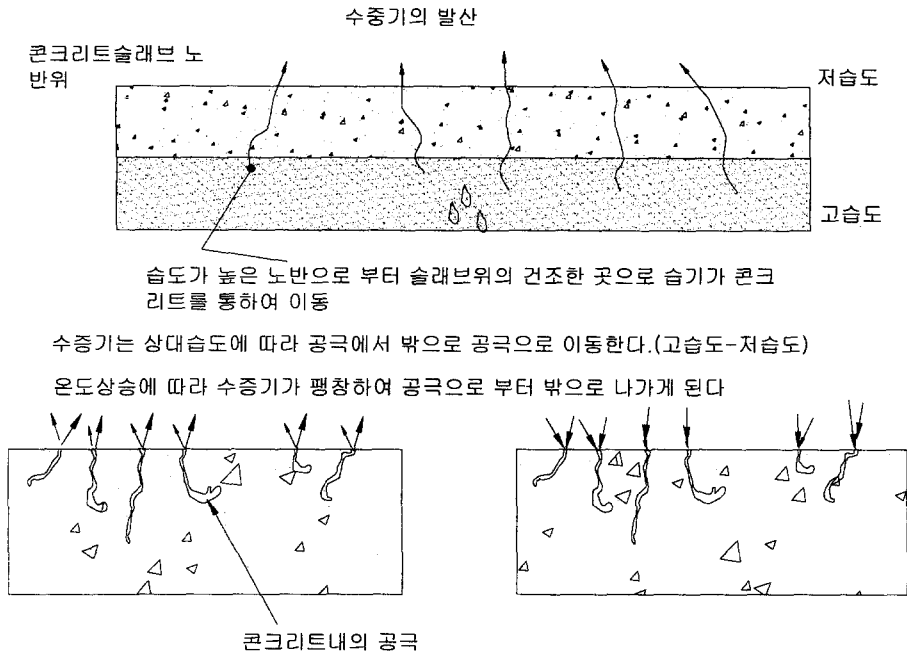 수중기의 발산
콘크리트슬래브 노
반위
저습도
고습도
습도가 높은 노반으로 부터 슬래브위의 건조한 곳으로 습기가 콘크
리트를 통하여 이동
수증기는 상대습도에 따라 공극에서 밖으로 공극으로 이동한다.(고습도-저습도)
온도상승에 따라 수증기가 팽창하여 공극으로 부터 밖으로 나가게 된다
콘크리트내의 공극